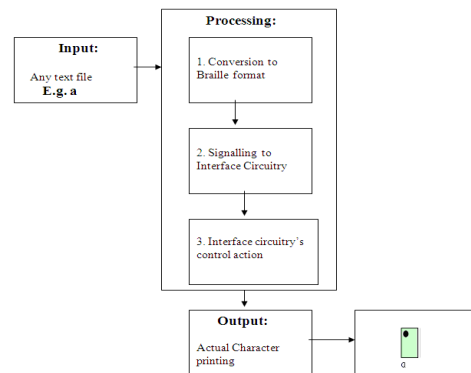 Processing:
Input:
Any text file
E.g. a
1. Conversion to
Braille format
2. Signalling to
Interface Circuitry
3. Interface circuitry's
control action
Output:
Actual Character
printing
a